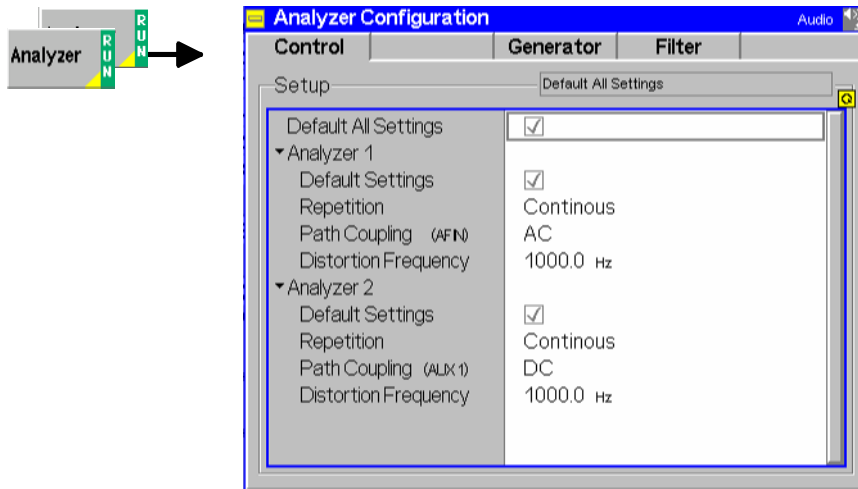 RUN
Analyzer
RUN
Analyzer Configuration
Audio
Control
Generator
Filter
Setup
Default All Settings
Default All Settings
Analyzer 1
Default Settings
Repetition
Continous
Path Coupling (AF IN)
AC
Distortion Frequency
1000.0 Hz
Analyzer 2
Default Settings
Repetition
Continous
Path Coupling (AUX 1)
DC
Distortion Frequency
1000.0 Hz